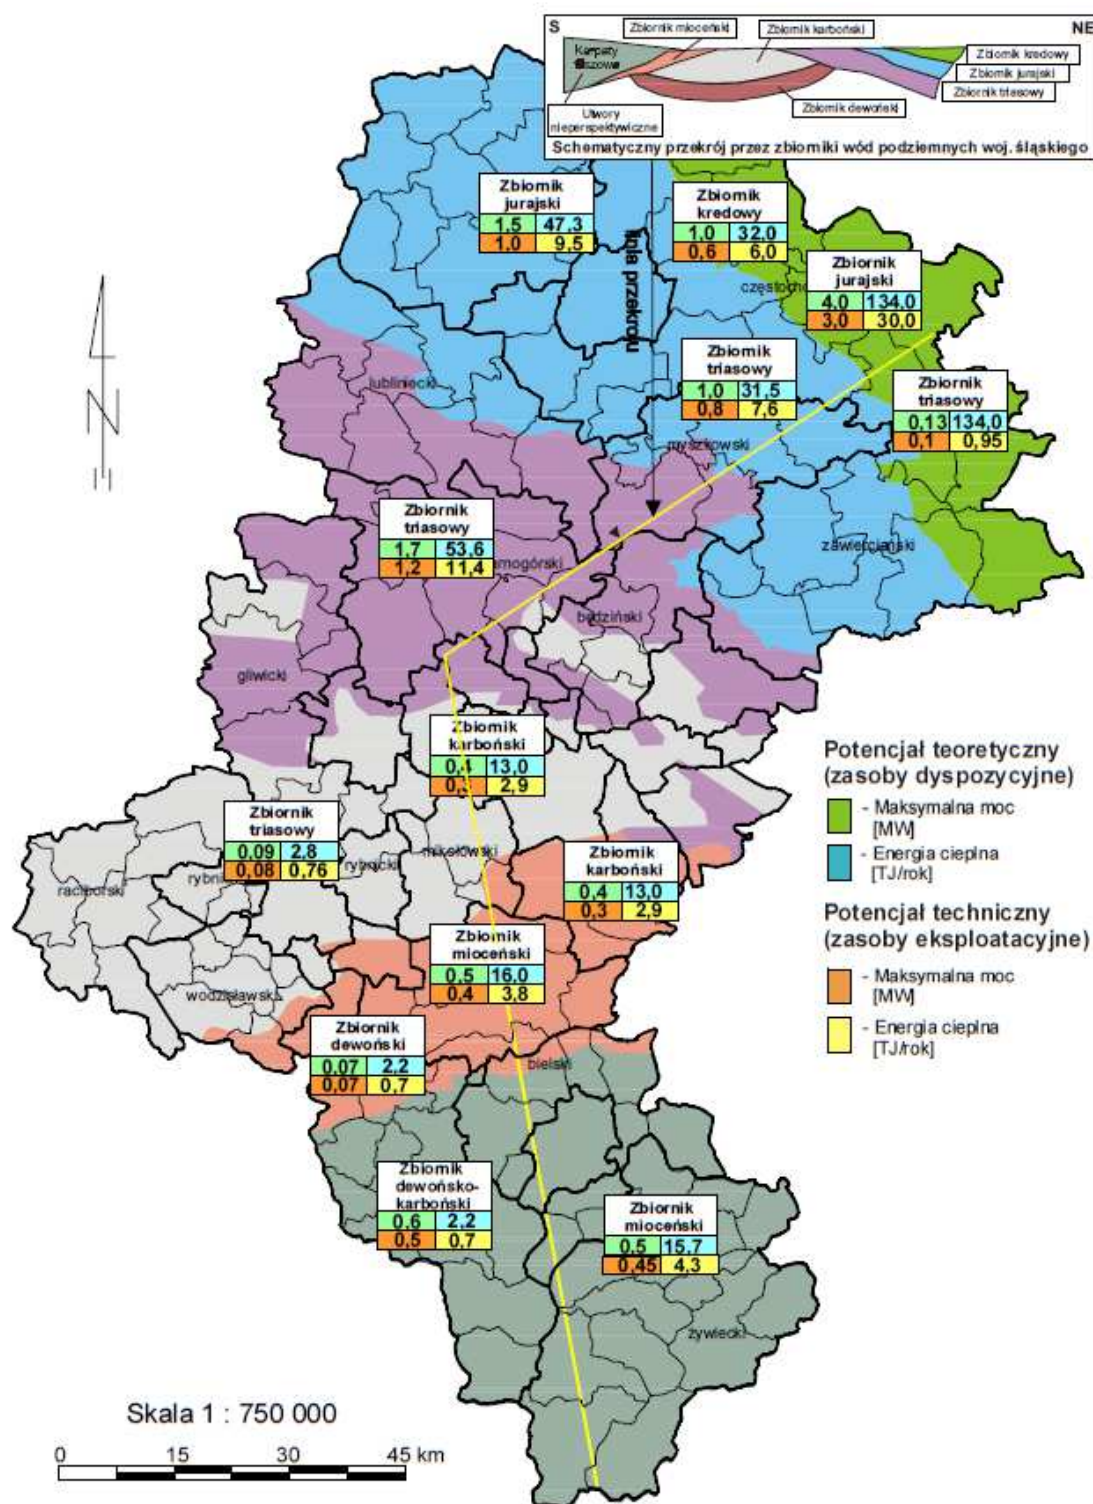 S
NE
Zbiornik mioceński
Zbiornik karboński
Karpaty
fliszowe
Zbiornik kredowy
Zbiornik jurajski
Zbiornik triasowy
Zbiornik dewoński
Utwory
nieperspektywiczne
Schematyczny przekrój przez zbiorniki wód podziemnych woj. śląskiego
Zbiornik
jurajski
1,5 47,3
1,0 9,5
Zbiornik
kredowy
1,0 32,0
0,6 6,0
linia przekroju
często
Zbiornik
jurajski
4,0 134,0
3,0 30,0
Zbiornik
triasowy
1,0 31,5
0,8 7,6
lubliniecki
Zbiornik
triasowy
0,13 134,0
0,1 0,95
myszkowski
N
Zbiornik
triasowy
1,7 53,6
1,2 11,4
amogórski
zawierciański
będziński
gliwicki
Zbiornik
karboński
0,4 13,0
0,3 2,9
Potencjał teoretyczny
(zasoby dyspozycyjne)
- Maksymalna moc
[MW]
- Energia cieplna
[TJ/rok]
Zbiornik
triasowy
0,09 2,8
0,08 0,76
mikołowski
rybnicki
rybni
raciborski
Zbiornik
karboński
0,4 13,0
0,3 2,9
Potencjał techniczny
(zasoby eksploatacyjne)
- Maksymalna moc
[MW]
- Energia cieplna
[TJ/rok]
Zbiornik
mioceński
0,5 16,0
0,4 3,8
wodzisławski
Zbiornik
dewoński
0,07 2,2
0,07 0,7
bielski
Zbiornik
dewońsko-
karboński
0,6 2,2
0,5 0,7
Zbiornik
mioceński
0,5 15,7
0,45 4,3
żywiecki
Skala 1 : 750 000
0 15 30 45 km